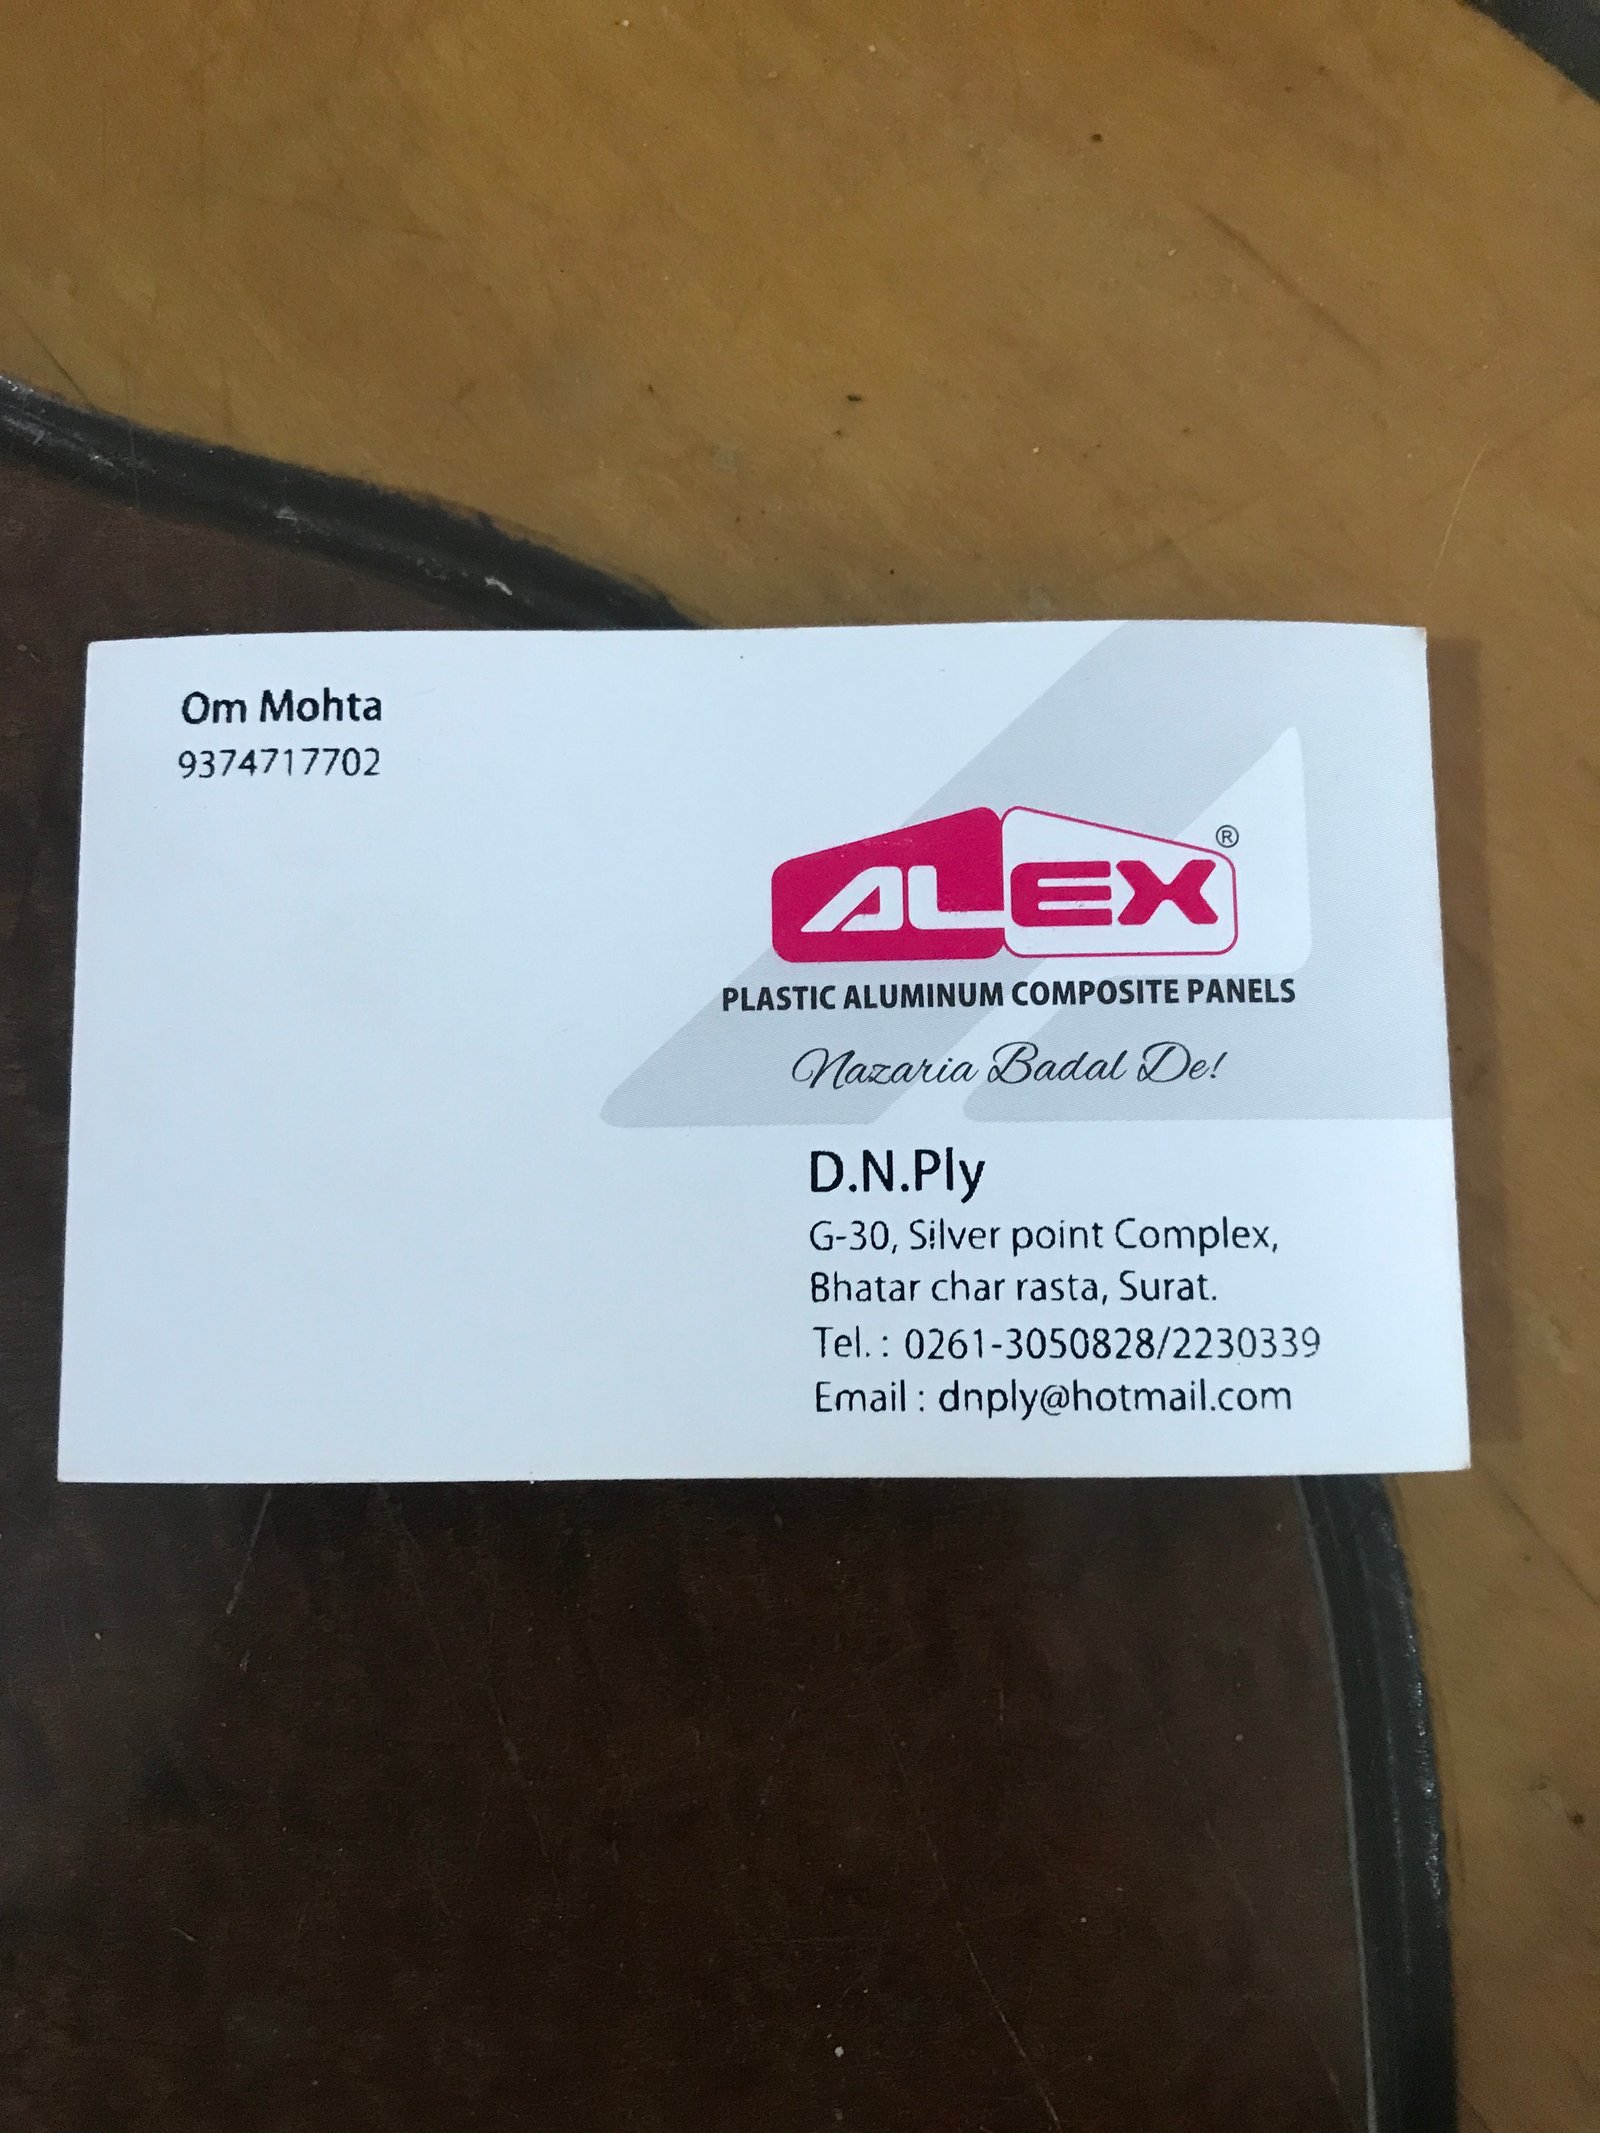 Om Mohta
9374717702
ALEX®
PLASTIC ALUMINUM COMPOSITE PANELS
Nazaria Badal De!
D.N.Ply
G-30, Silver point Complex,
Bhatar char rasta, Surat.
Tel. : 0261-3050828/2230339
Email : dnply@hotmail.com